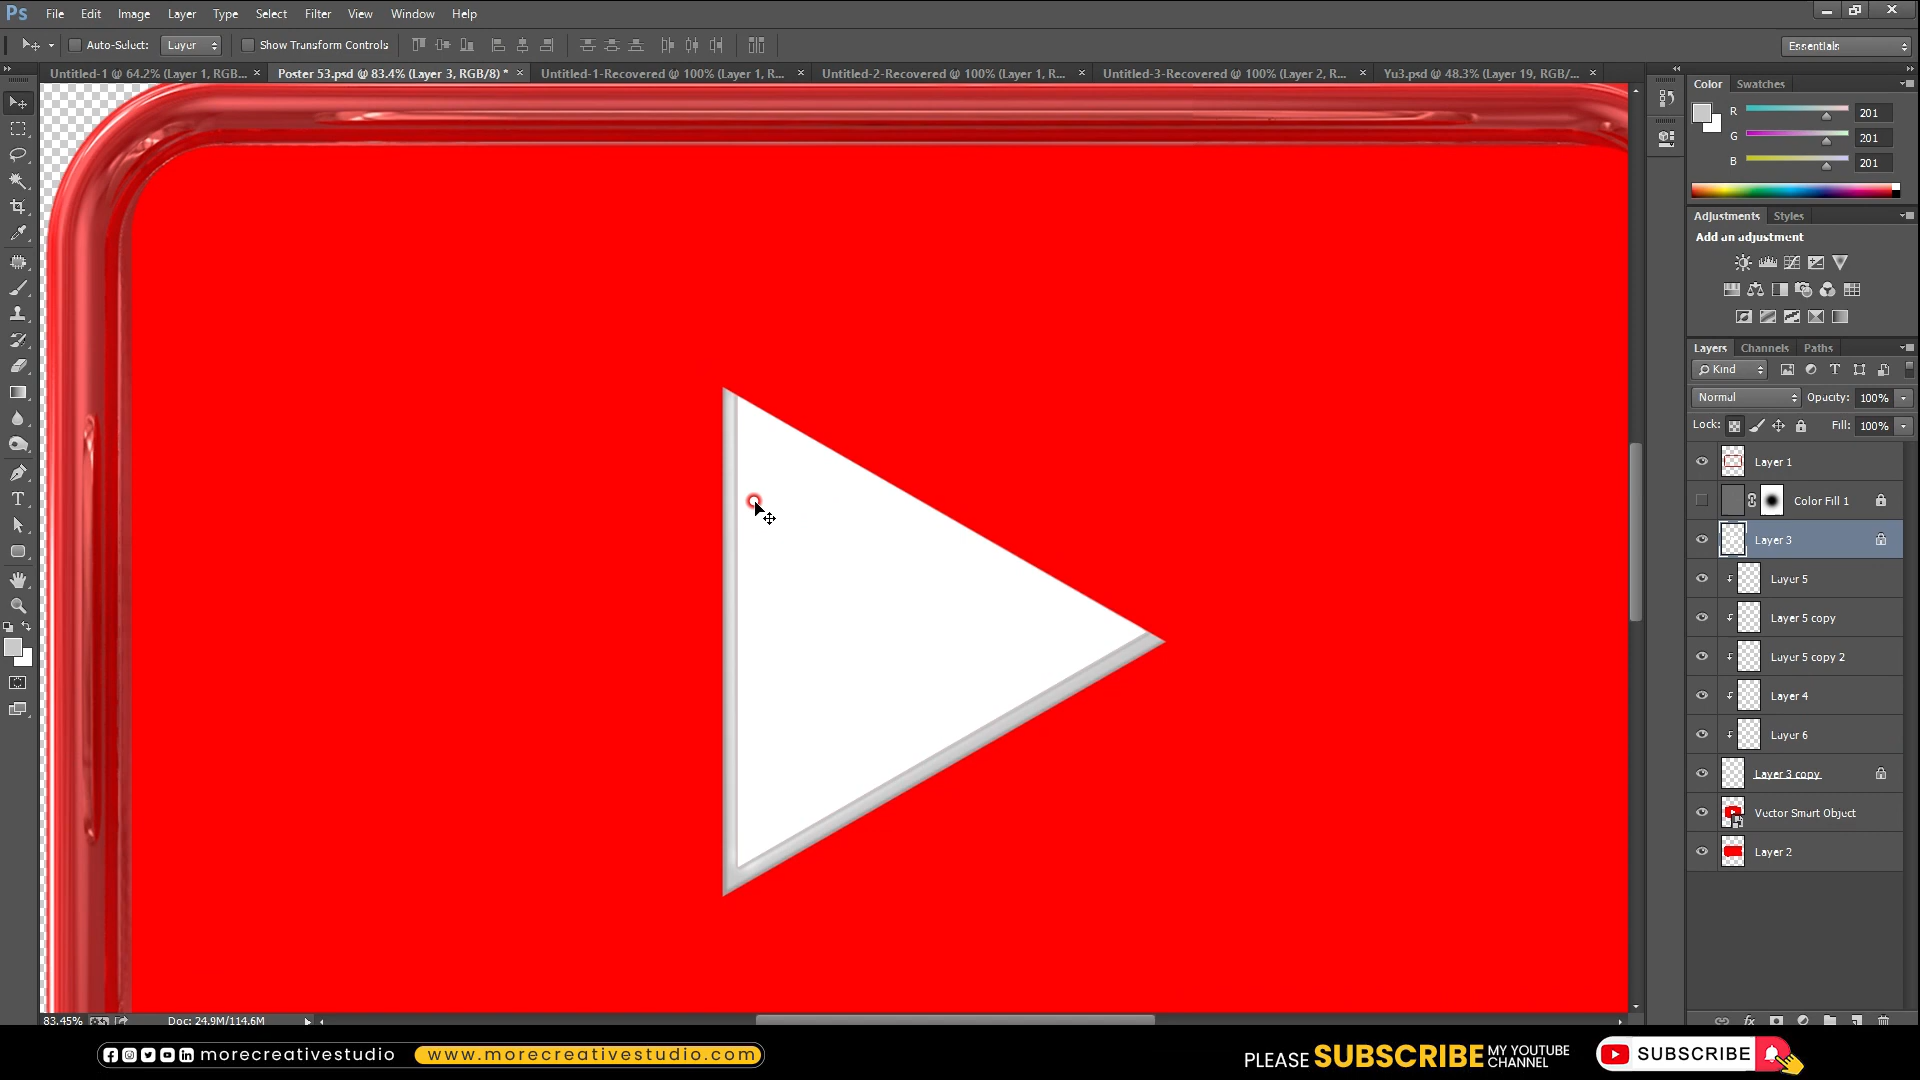 Ps File Edit Image Layer Type Select Filter View Window Help
Auto-Select: Layer Show Transform Controls Essentials
Untitled-1 @ 64.2% (Layer 1, RGB... × Poster 53.psd @ 83.4% (Layer 3, RGB/8) * × Untitled-1-Recovered @ 100% (Layer 1, R... × Untitled-2-Recovered @ 100% (Layer 1, R... × Untitled-3-Recovered @ 100% (Layer 2, R... × Yu3.psd @ 48.3% (Layer 19, RGB/... ×
Color Swatches
R 201
G 201
B 201
Adjustments Styles
Add an adjustment
Layers Channels Paths
Kind
Normal Opacity: 100%
Lock: Fill: 100%
Layer 1
Color Fill 1
Layer 3
Layer 5
Layer 5 copy
Layer 5 copy 2
Layer 4
Layer 6
Layer 3 copy
Vector Smart Object
Layer 2
83.45% Doc: 24.9M/114.6M
morecreativestudio www.morecreativestudio.com
PLEASE SUBSCRIBE MY YOUTUBE CHANNEL
SUBSCRIBE